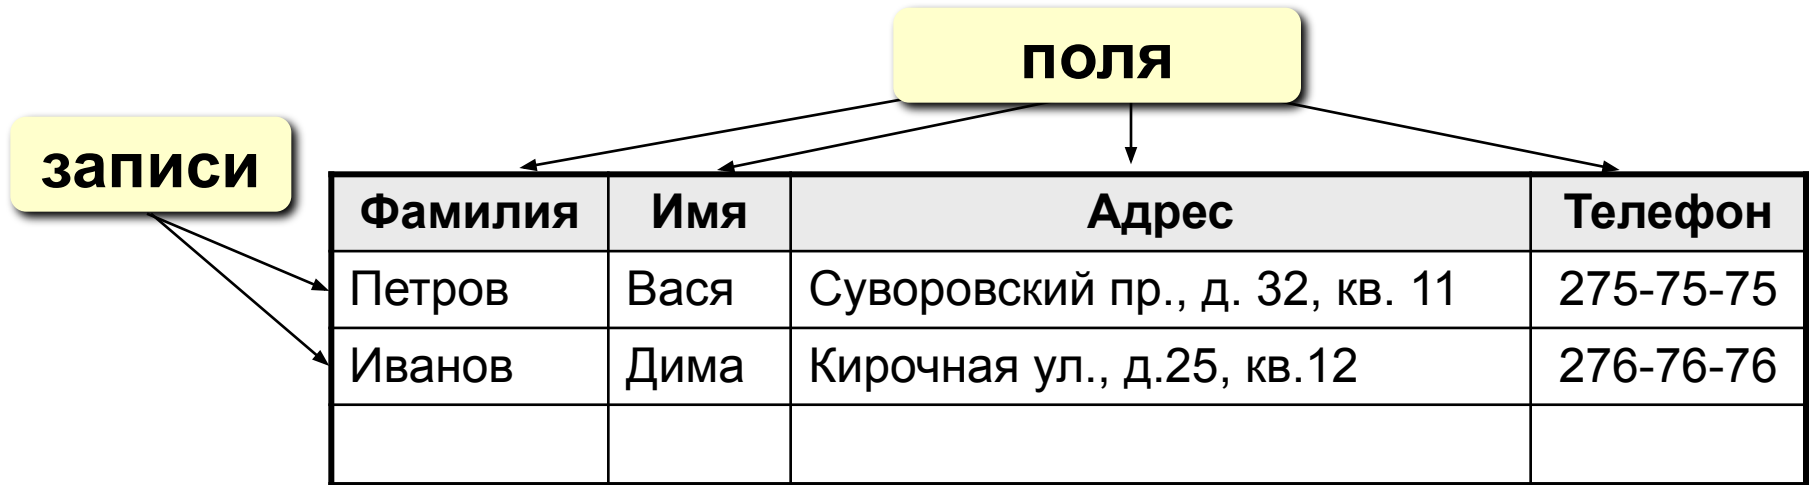 поля
записи
Фамилия Имя Адрес Телефон
Петров Вася Суворовский пр., д. 32, кв. 11 275-75-75
Иванов Дима Кирочная ул., д.25, кв.12 276-76-76